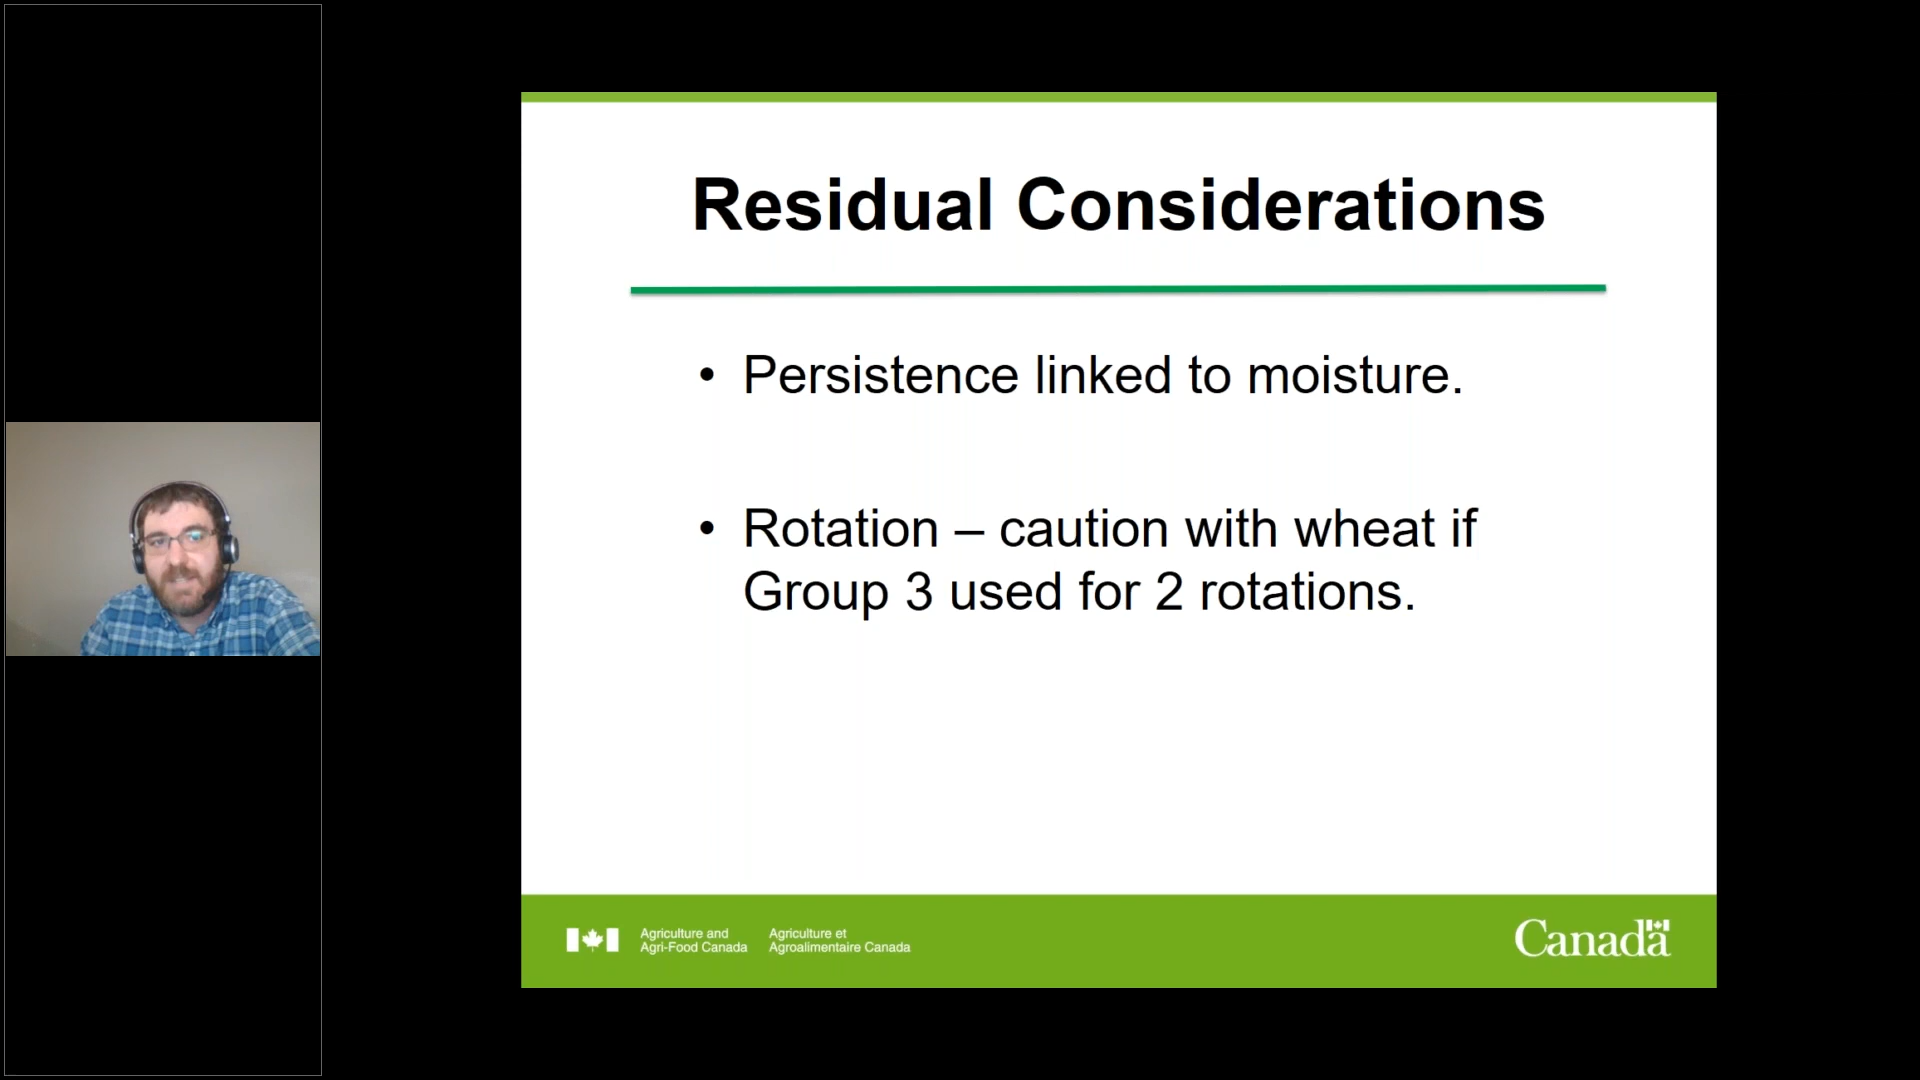 Residual Considerations
• Persistence linked to moisture.
• Rotation – caution with wheat if
Group 3 used for 2 rotations.
Agriculture and
Agri-Food Canada
Agriculture et
Agroalimentaire Canada
Canada